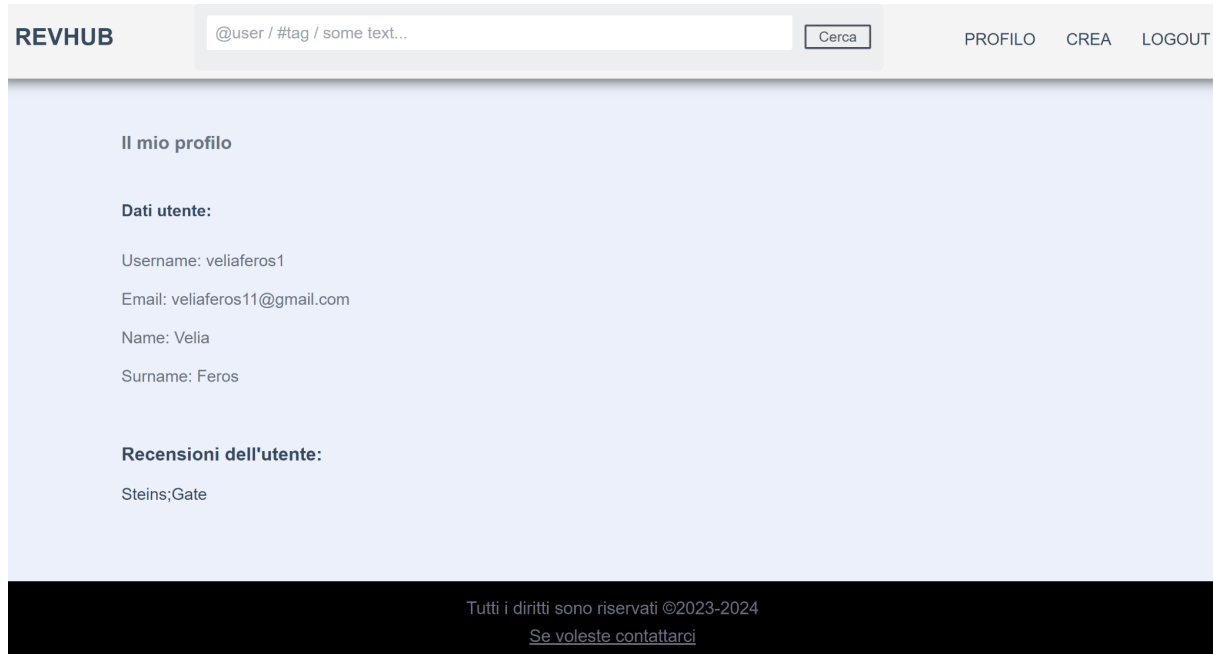 REVHUB
@user / #tag / some text...
Cerca
PROFILO CREA LOGOUT
Il mio profilo
Dati utente:
Username: veliaferos1
Email: veliaferos11@gmail.com
Name: Velia
Surname: Feros
Recensioni dell'utente:
Steins;Gate
Tutti i diritti sono riservati ©2023-2024
Se voleste contattarci